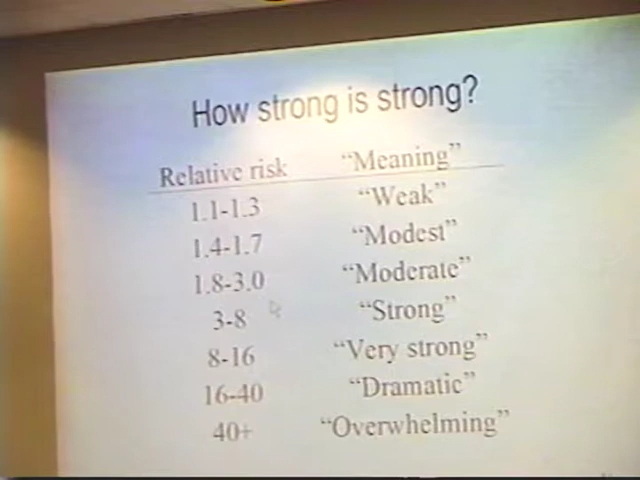 How strong is strong?
Relative risk “Meaning”
1.1-1.3 “Weak”
1.4-1.7 “Modest”
1.8-3.0 “Moderate”
3-8 “Strong”
8-16 “Very strong”
16-40 “Dramatic”
40+ “Overwhelming”